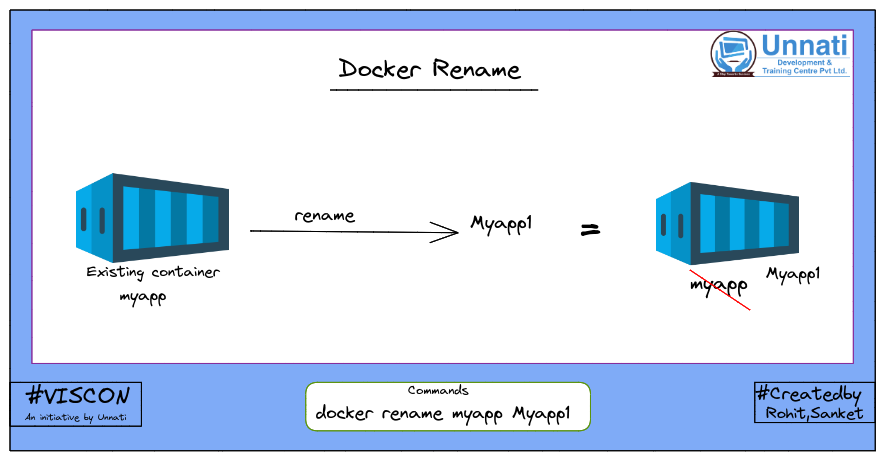 Unnati
Development &
Training Centre Pvt Ltd.
Docker Rename
rename
Myapp1
=
Existing container
myapp
myapp
Myapp1
#VISCON
An initiative by Unnati
Commands
docker rename myapp Myapp1
#Createdby
Rohit,Sanket